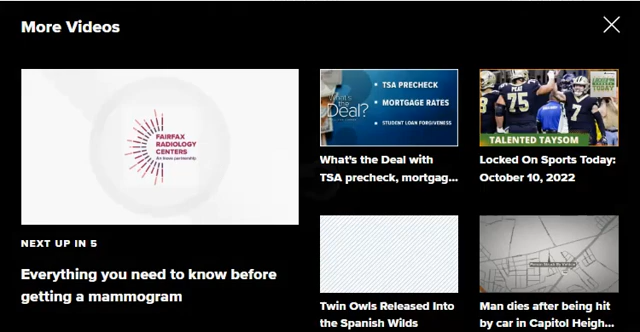 More Videos
FAIRFAX
RADIOLOGY
CENTERS
An Inova partnership
NEXT UP IN 5
Everything you need to know before
getting a mammogram
What's the Deal?
• TSA PRECHECK
• MORTGAGE RATES
• STUDENT LOAN FORGIVENESS
What's the Deal with
TSA precheck, mortgag...
PEAT
75
7
TODAY
TALENTED TAYSOM
Locked On Sports Today:
October 10, 2022
Twin Owls Released Into
the Spanish Wilds
Man dies after being hit
by car in Capitol Heigh...